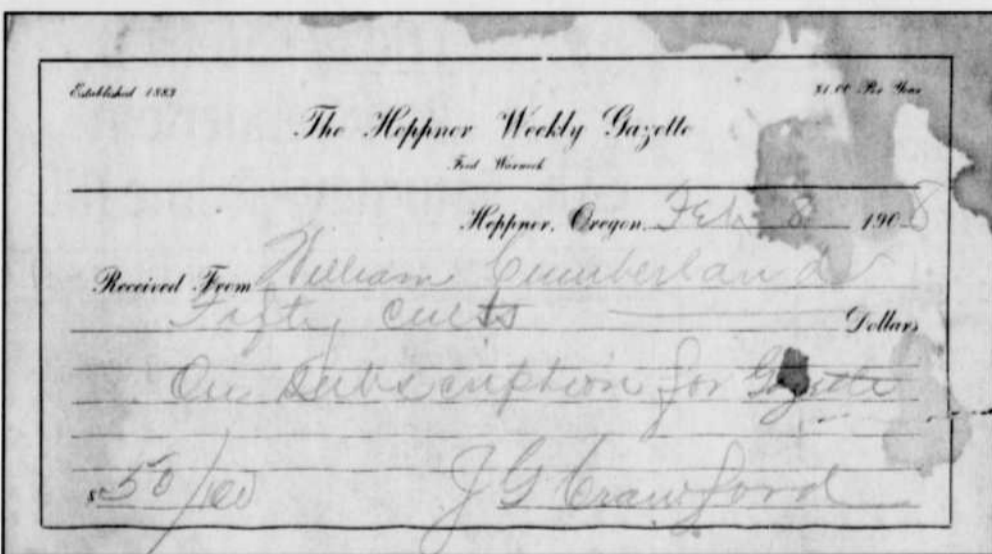 Established 1883 $1.00 Per Year
The Heppner Weekly Gazette
Fred Warnock
Heppner, Oregon, Feb 8 1908
Received From William Cumberland
Fifty cents Dollars
On Subscription for Gazette
$ 50/100 J G Crawford